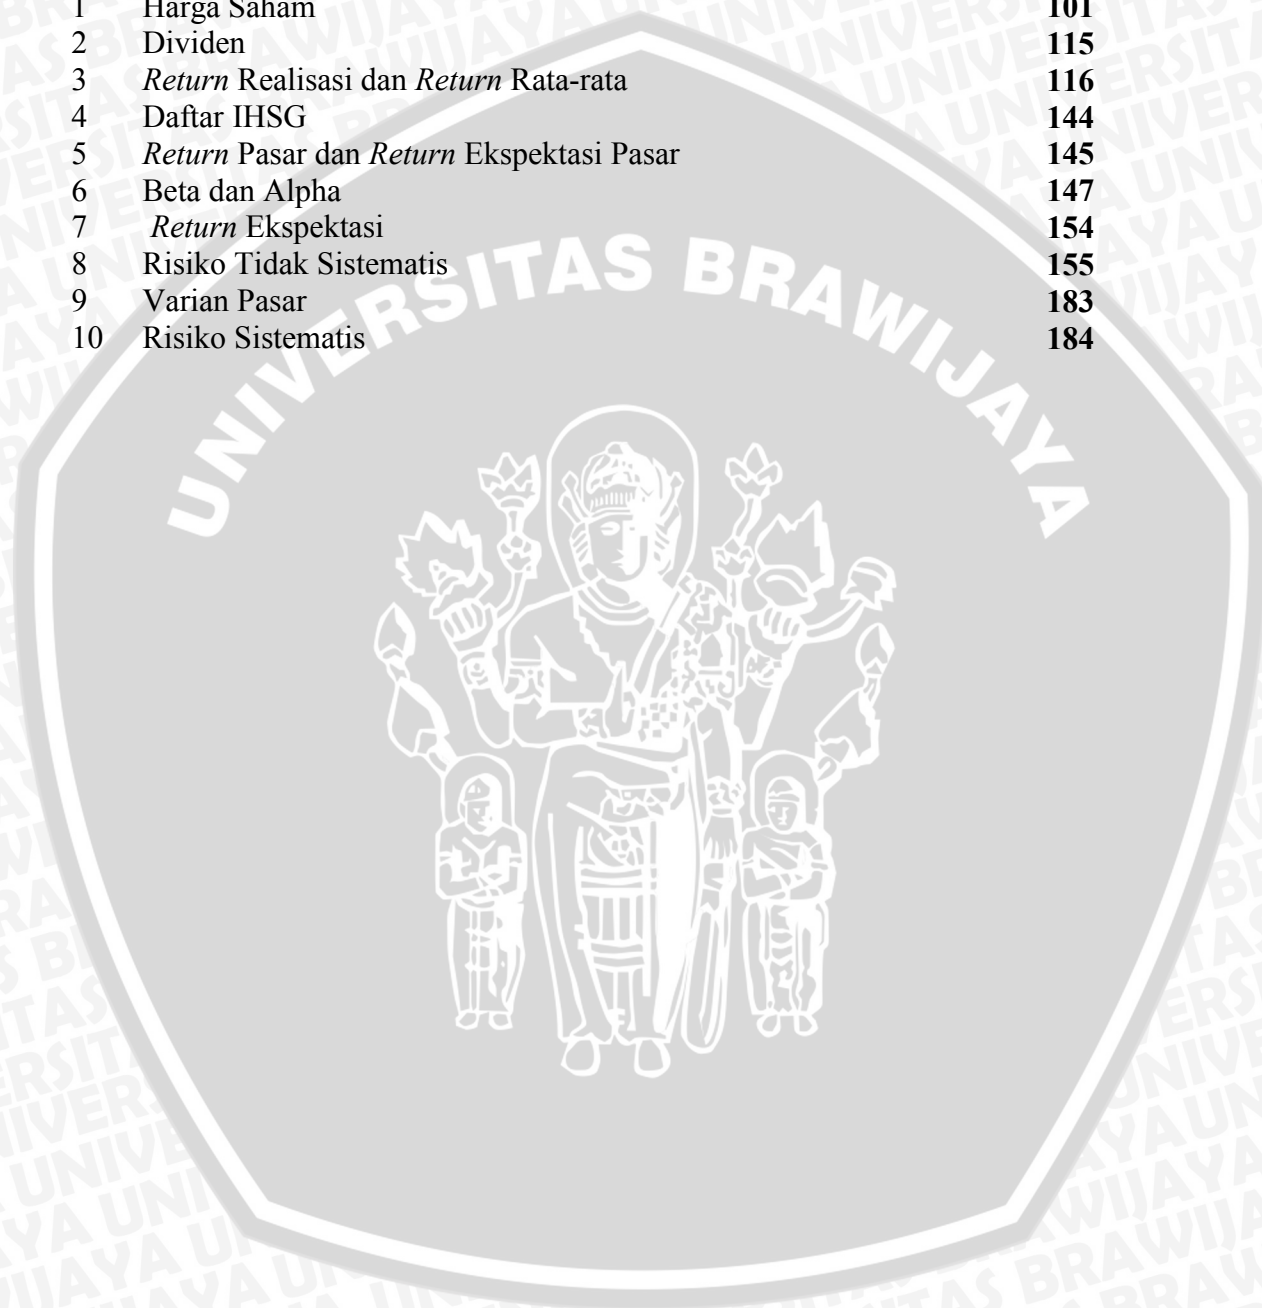 1 Harga Saham 101
2 Dividen 115
3 Return Realisasi dan Return Rata-rata 116
4 Daftar IHSG 144
5 Return Pasar dan Return Ekspektasi Pasar 145
6 Beta dan Alpha 147
7 Return Ekspektasi 154
8 Risiko Tidak Sistematis 155
9 Varian Pasar 183
10 Risiko Sistematis 184
UNIVERSITAS BRAWIJAYA